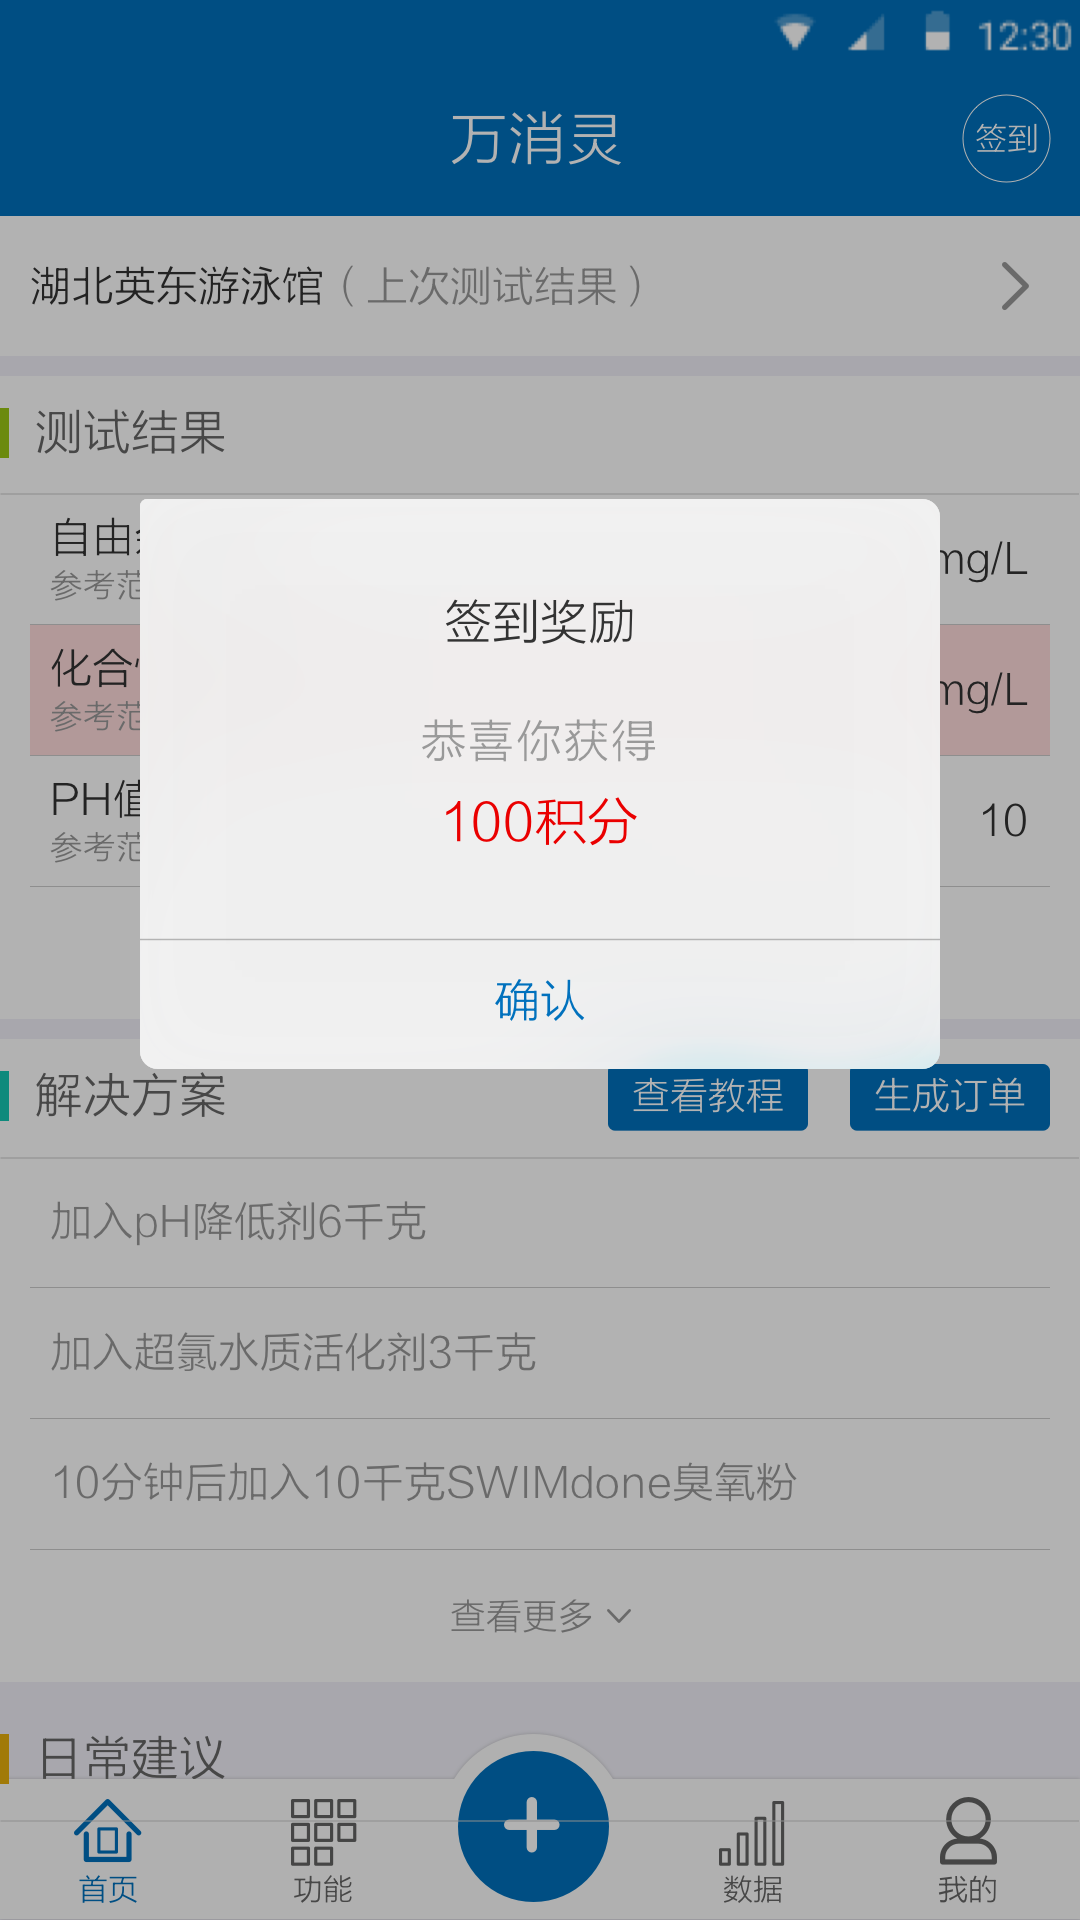 12:30
万消灵
签到
湖北英东游泳馆（上次测试结果）
测试结果
自由
参考范
mg/L
化合
参考范
mg/L
PH值
参考范
10
签到奖励
恭喜你获得
100积分
确认
解决方案
查看教程
生成订单
加入pH降低剂6千克
加入超氯水质活化剂3千克
10分钟后加入10千克SWIMdone臭氧粉
查看更多
日常建议
首页
功能
数据
我的